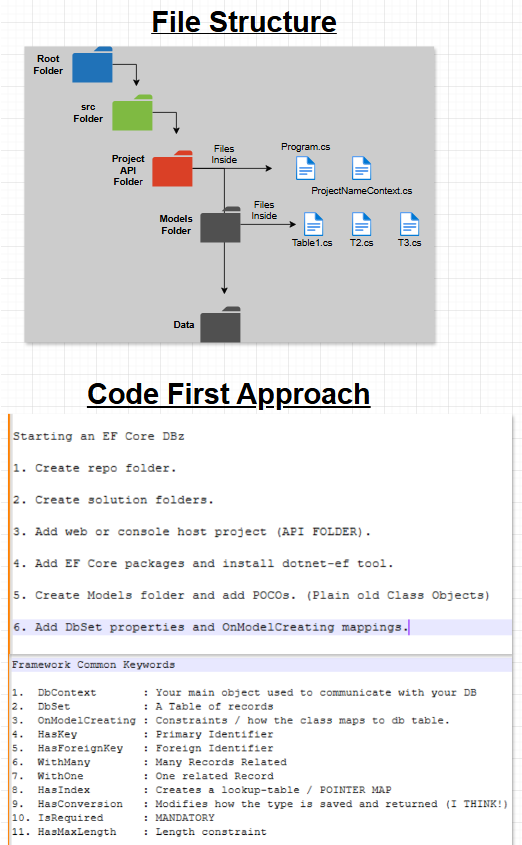 File Structure
Root
Folder
src
Folder
Project
API
Folder
Files
Inside
Program.cs
ProjectNameContext.cs
Models
Folder
Files
Inside
Table1.cs
T2.cs
T3.cs
Data
Code First Approach
Starting an EF Core DBz
1. Create repo folder.
2. Create solution folders.
3. Add web or console host project (API FOLDER).
4. Add EF Core packages and install dotnet-ef tool.
5. Create Models folder and add POCOs. (Plain old Class Objects)
6. Add DbSet properties and OnModelCreating mappings.
Framework Common Keywords
1. DbContext : Your main object used to communicate with your DB
2. DbSet : A Table of records
3. OnModelCreating : Constraints / how the class maps to db table.
4. HasKey : Primary Identifier
5. HasForeignKey : Foreign Identifier
6. WithMany : Many Records Related
7. WithOne : One related Record
8. HasIndex : Creates a lookup-table / POINTER MAP
9. HasConversion : Modifies how the type is saved and returned (I THINK!)
10. IsRequired : MANDATORY
11. HasMaxLength : Length constraint